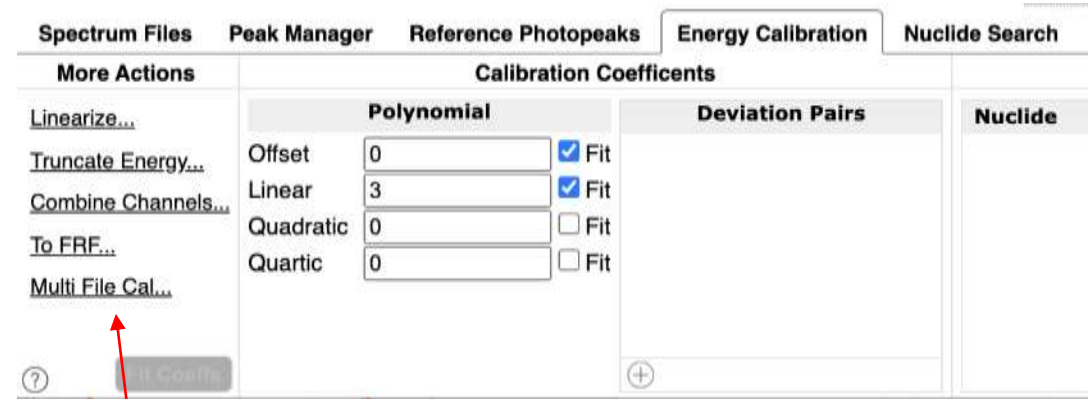 Spectrum Files Peak Manager Reference Photopeaks Energy Calibration Nuclide Search
More Actions Calibration Coefficents
Polynomial Deviation Pairs Nuclide
Linearize...
Truncate Energy...
Combine Channels...
To FRF...
Multi File Cal...
Offset 0 Fit
Linear 3 Fit
Quadratic 0 Fit
Quartic 0 Fit
? Fit Coeffs